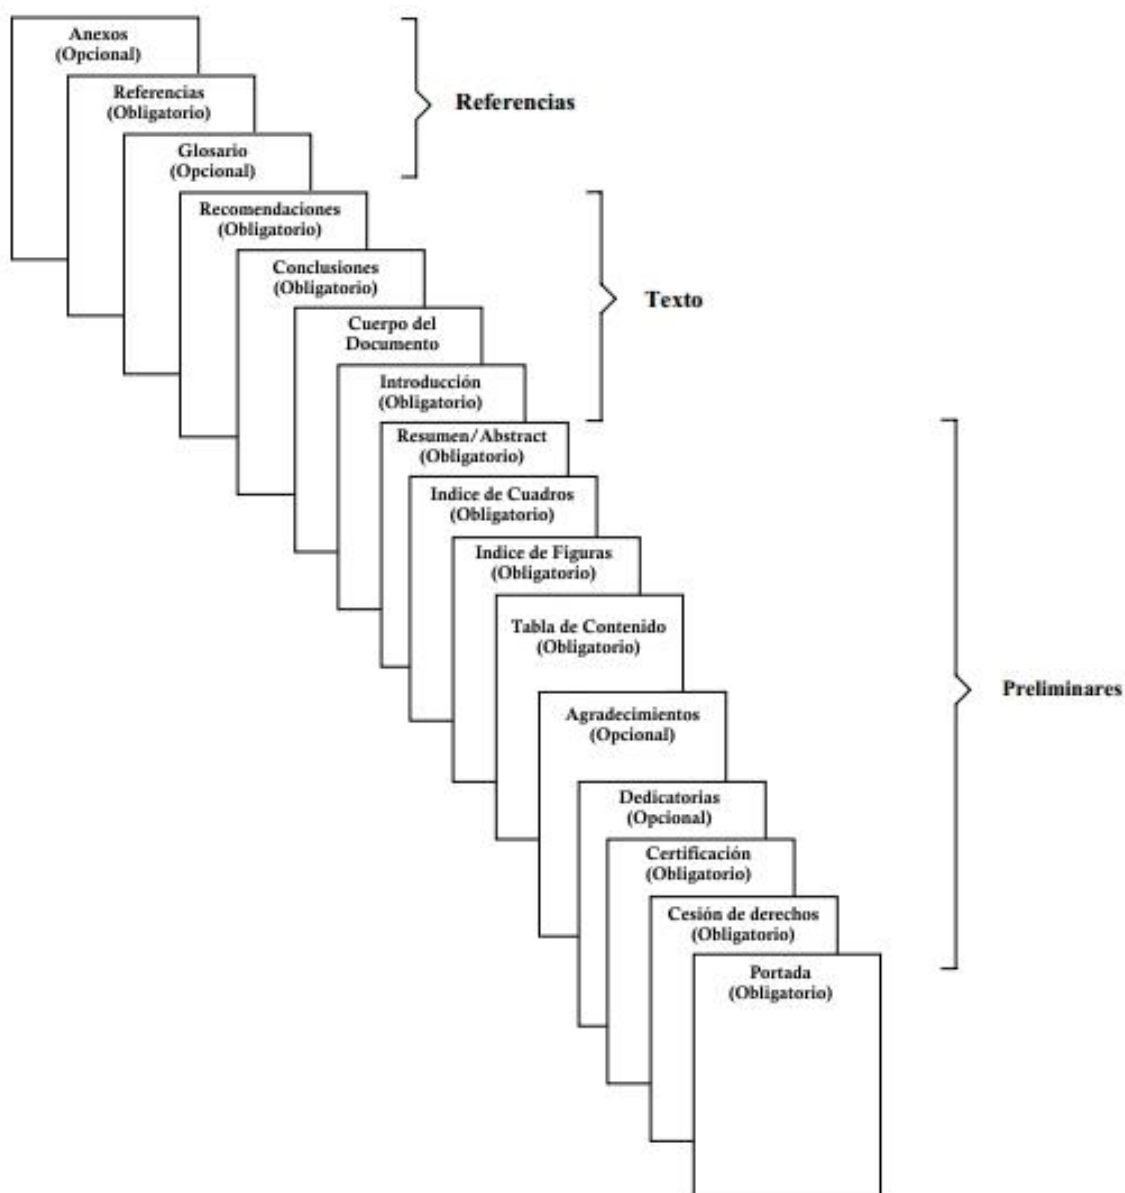 Anexos
(Opcional)
Referencias
(Obligatorio)
Referencias
Glosario
(Opcional)
Recomendaciones
(Obligatorio)
Conclusiones
(Obligatorio)
Texto
Cuerpo del
Documento
Introducción
(Obligatorio)
Resumen/Abstract
(Obligatorio)
Indice de Cuadros
(Obligatorio)
Indice de Figuras
(Obligatorio)
Tabla de Contenido
(Obligatorio)
Preliminares
Agradecimientos
(Opcional)
Dedicatorias
(Opcional)
Certificación
(Obligatorio)
Cesión de derechos
(Obligatorio)
Portada
(Obligatorio)